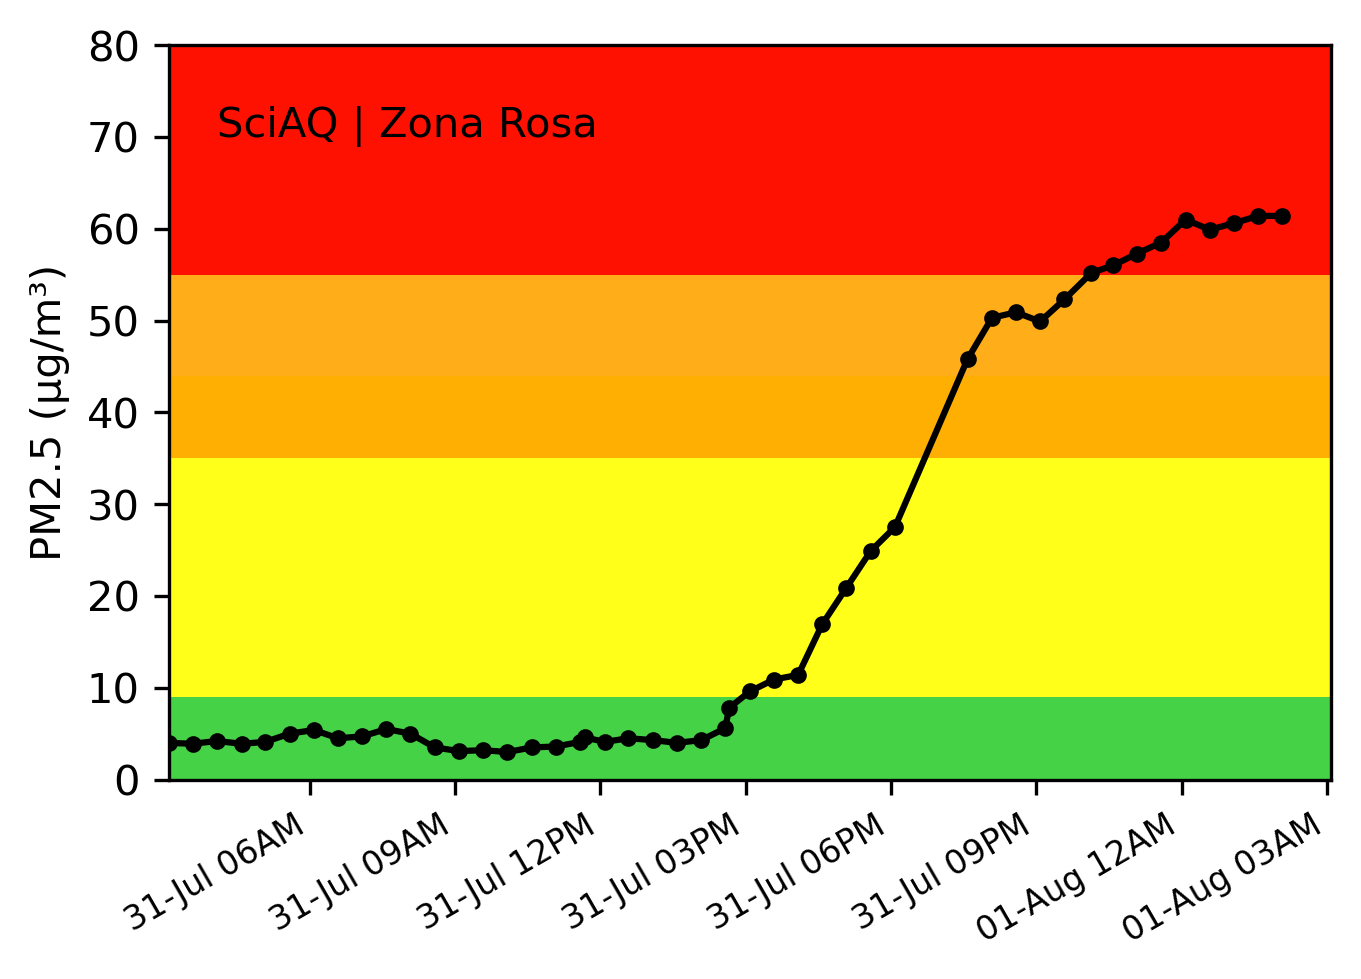 80
SciAQ | Zona Rosa
70
60
50
40
30
20
10
0
PM2.5 (µg/m³)
31-Jul 06AM
31-Jul 09AM
31-Jul 12PM
31-Jul 03PM
31-Jul 06PM
31-Jul 09PM
01-Aug 12AM
01-Aug 03AM